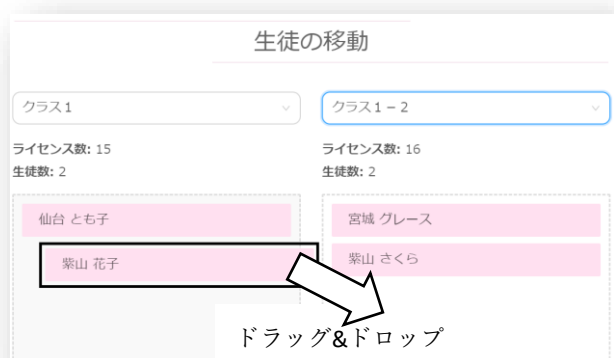 生徒の移動
クラス1
クラス1-2
ライセンス数: 15
ライセンス数: 16
生徒数: 2
生徒数: 2
仙台 とも子
宮城 グレース
紫山 花子
紫山 さくら
ドラッグ&ドロップ